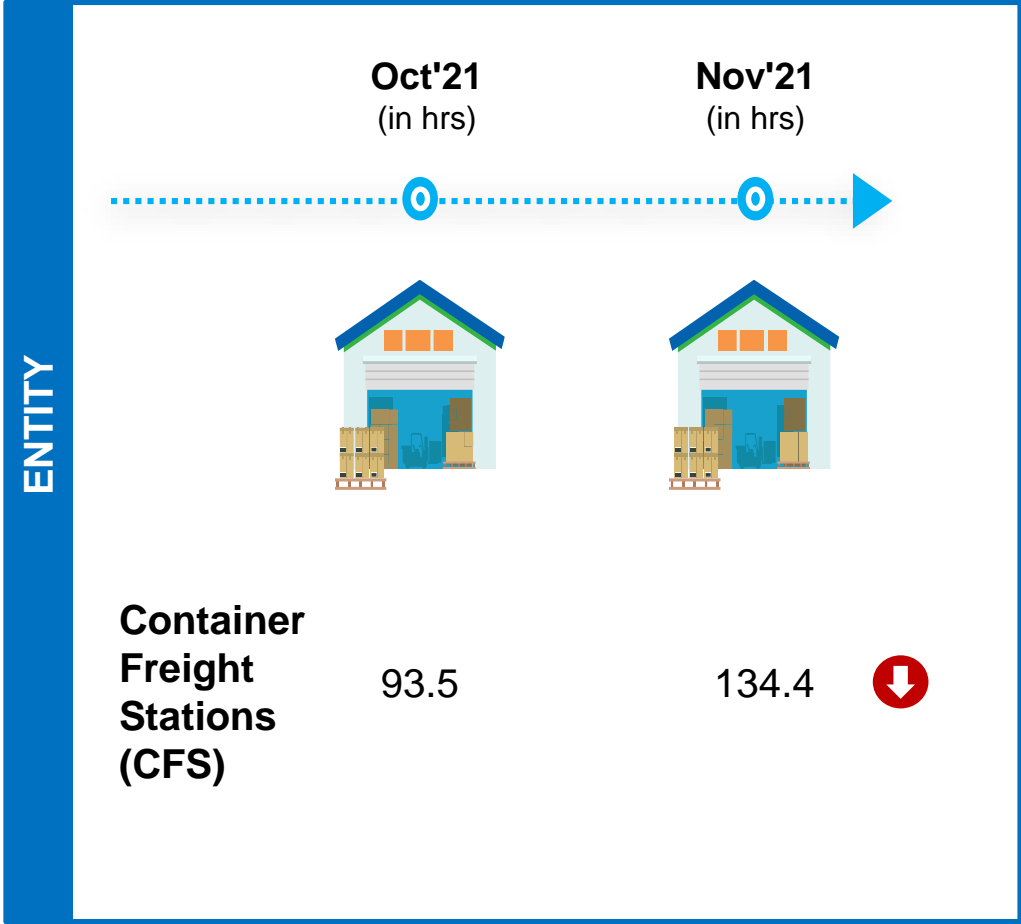 ENTITY
Oct'21
(in hrs)
Nov'21
(in hrs)
Container
Freight
Stations
(CFS)
93.5
134.4